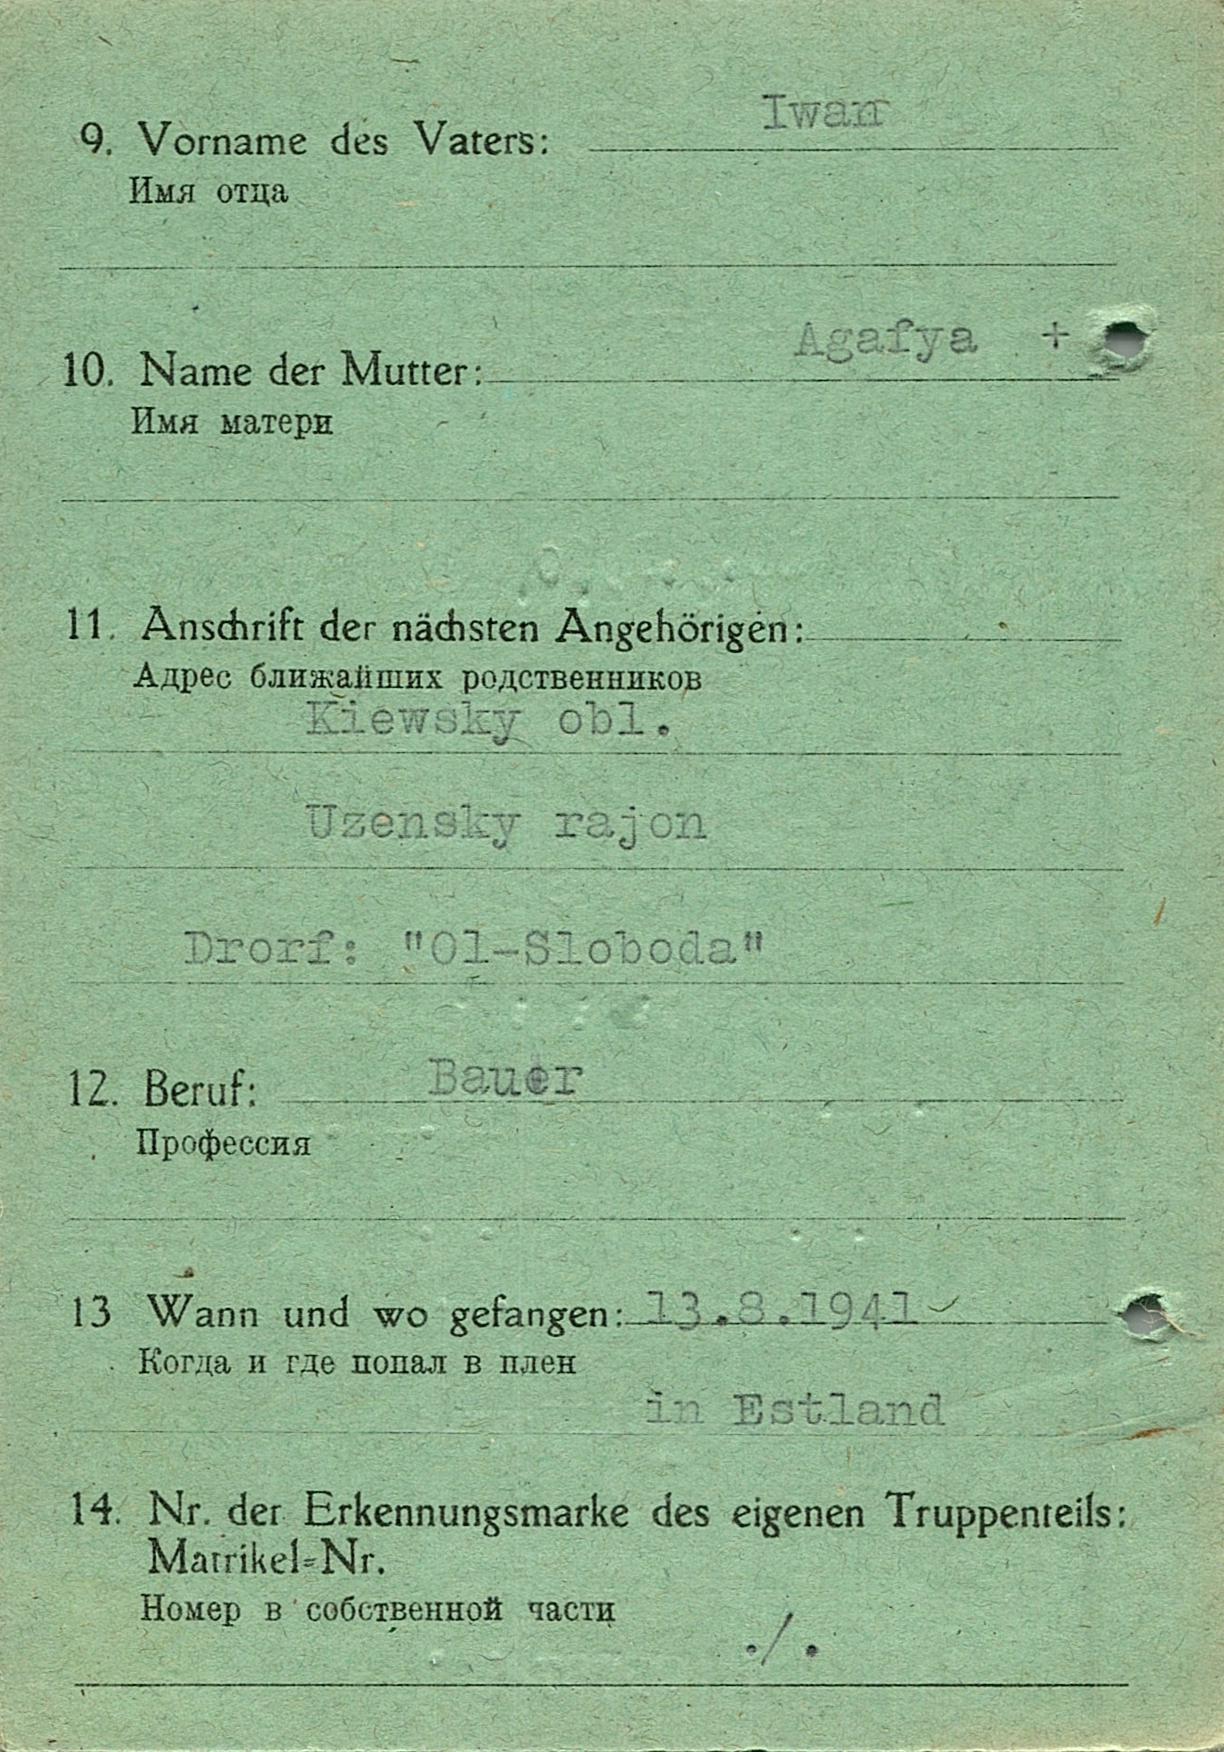 9. Vorname des Vaters: Iwan
Имя отца
10. Name der Mutter: Agafya +
Имя матери
11. Anschrift der nächsten Angehörigen:
Адрес ближайших родственников
Kiewsky obl.
Uzensky rajon
Drorf: "Ol-Sloboda"
12. Beruf: Bauer
Профессия
13 Wann und wo gefangen: 13.8.1941
Когда и где попал в плен
in Estland
14. Nr. der Erkennungsmarke des eigenen Truppenteils:
Matrikel=Nr.
Номер в собственной части
./.